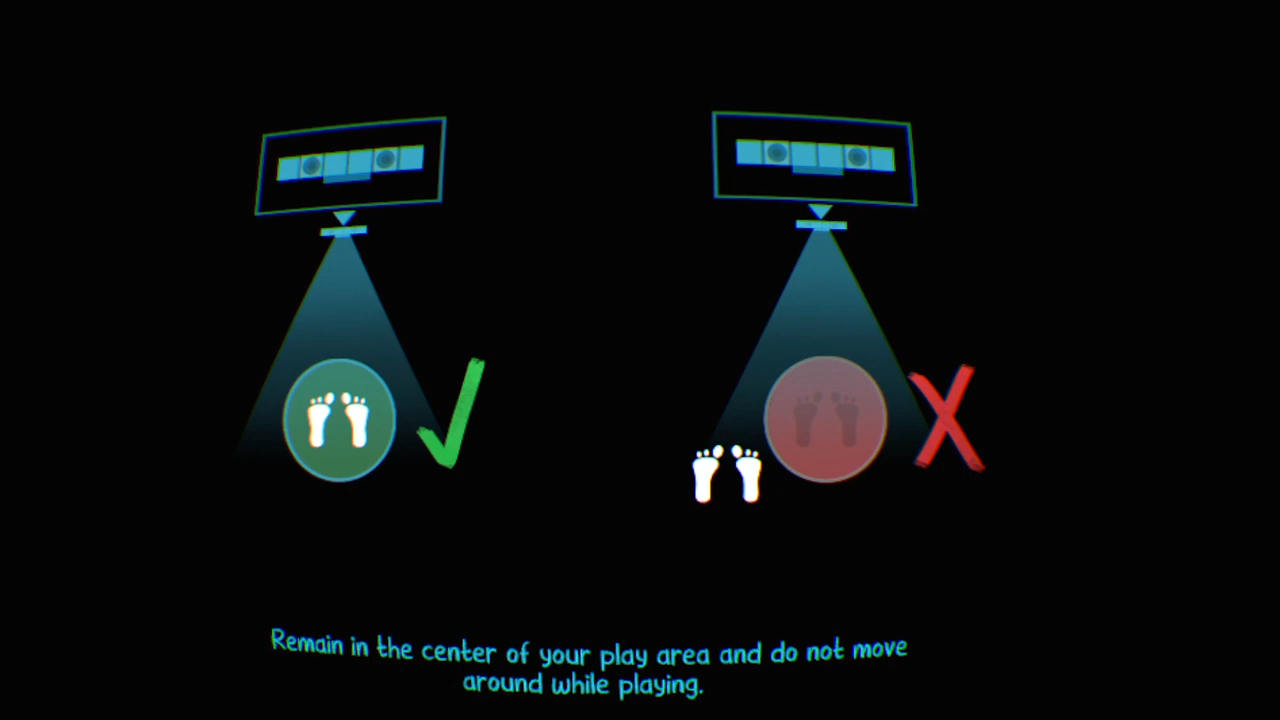 Remain in the center of your play area and do not move
around while playing.